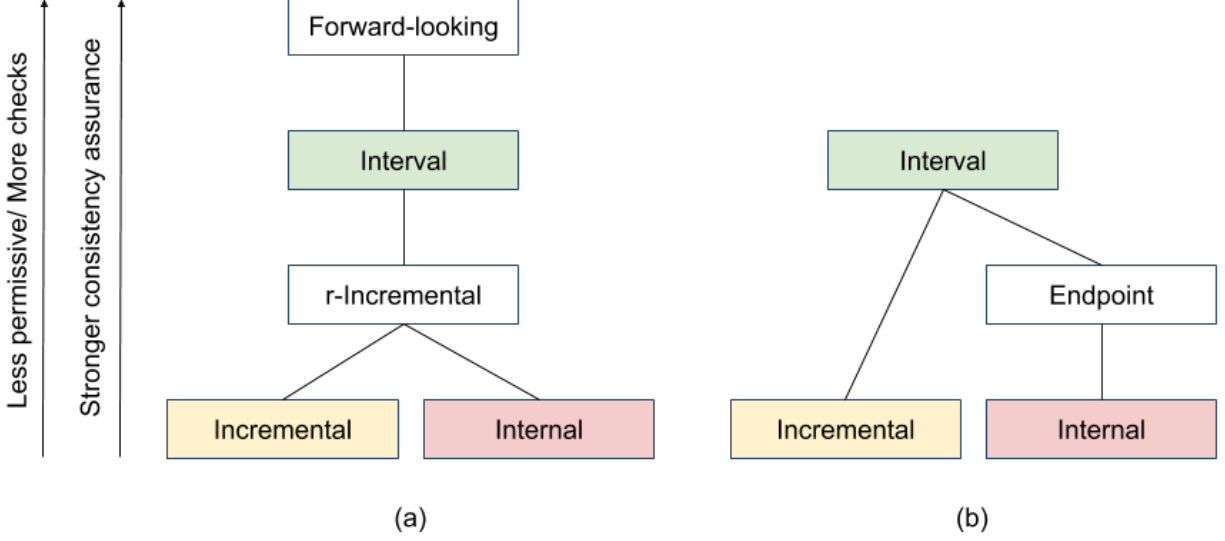 Less permissive/ More checks
Stronger consistency assurance
Forward-looking
Interval
r-Incremental
Incremental
Internal
(a)
Interval
Endpoint
Incremental
Internal
(b)